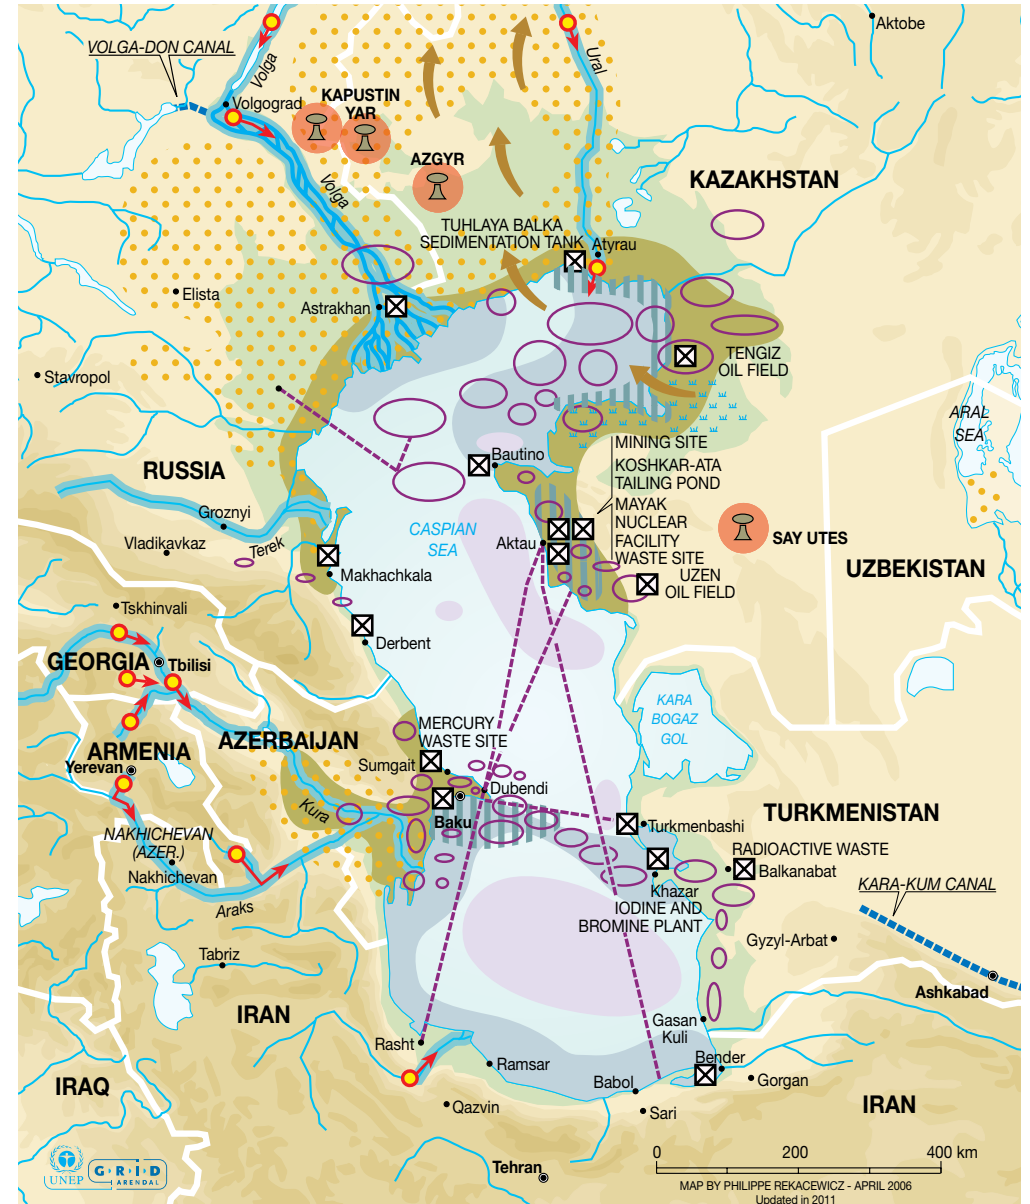 Aktobe
VOLGA-DON CANAL
Volga
Ural
KAPUSTIN
YAR
Volgograd
AZGYR
Volga
KAZAKHSTAN
TUHLAYA BALKA
SEDIMENTATION TANK
Atyrau
Elista
Astrakhan
Stavropol
TENGIZ
OIL FIELD
ARAL
SEA
MINING SITE
Bautino
KOSHKAR-ATA
TAILING POND
RUSSIA
MAYAK
NUCLEAR
FACILITY
WASTE SITE
Groznyi
CASPIAN
SEA
Aktau
SAY UTES
Vladikavkaz
Terek
UZBEKISTAN
Makhachkala
UZEN
OIL FIELD
Tskhinvali
Derbent
GEORGIA
Tbilisi
KARA
BOGAZ
GOL
MERCURY
WASTE SITE
AZERBAIJAN
ARMENIA
Yerevan
Sumgait
Dubendi
Baku
Kura
TURKMENISTAN
Turkmenbashi
NAKHICHEVAN
(AZER.)
Nakhichevan
RADIOACTIVE WASTE
Balkanabat
Khazar
IODINE AND
BROMINE PLANT
KARA-KUM CANAL
Araks
Gyzyl-Arbat
Tabriz
Ashkabad
IRAN
Gasan
Kuli
Rasht
Ramsar
Bender
IRAQ
Babol
Gorgan
Qazvin
Sari
IRAN
UNEP
GRID
ARENDAL
Tehran
0 200 400 km
MAP BY PHILIPPE REKACEWICZ - APRIL 2006
Updated in 2011